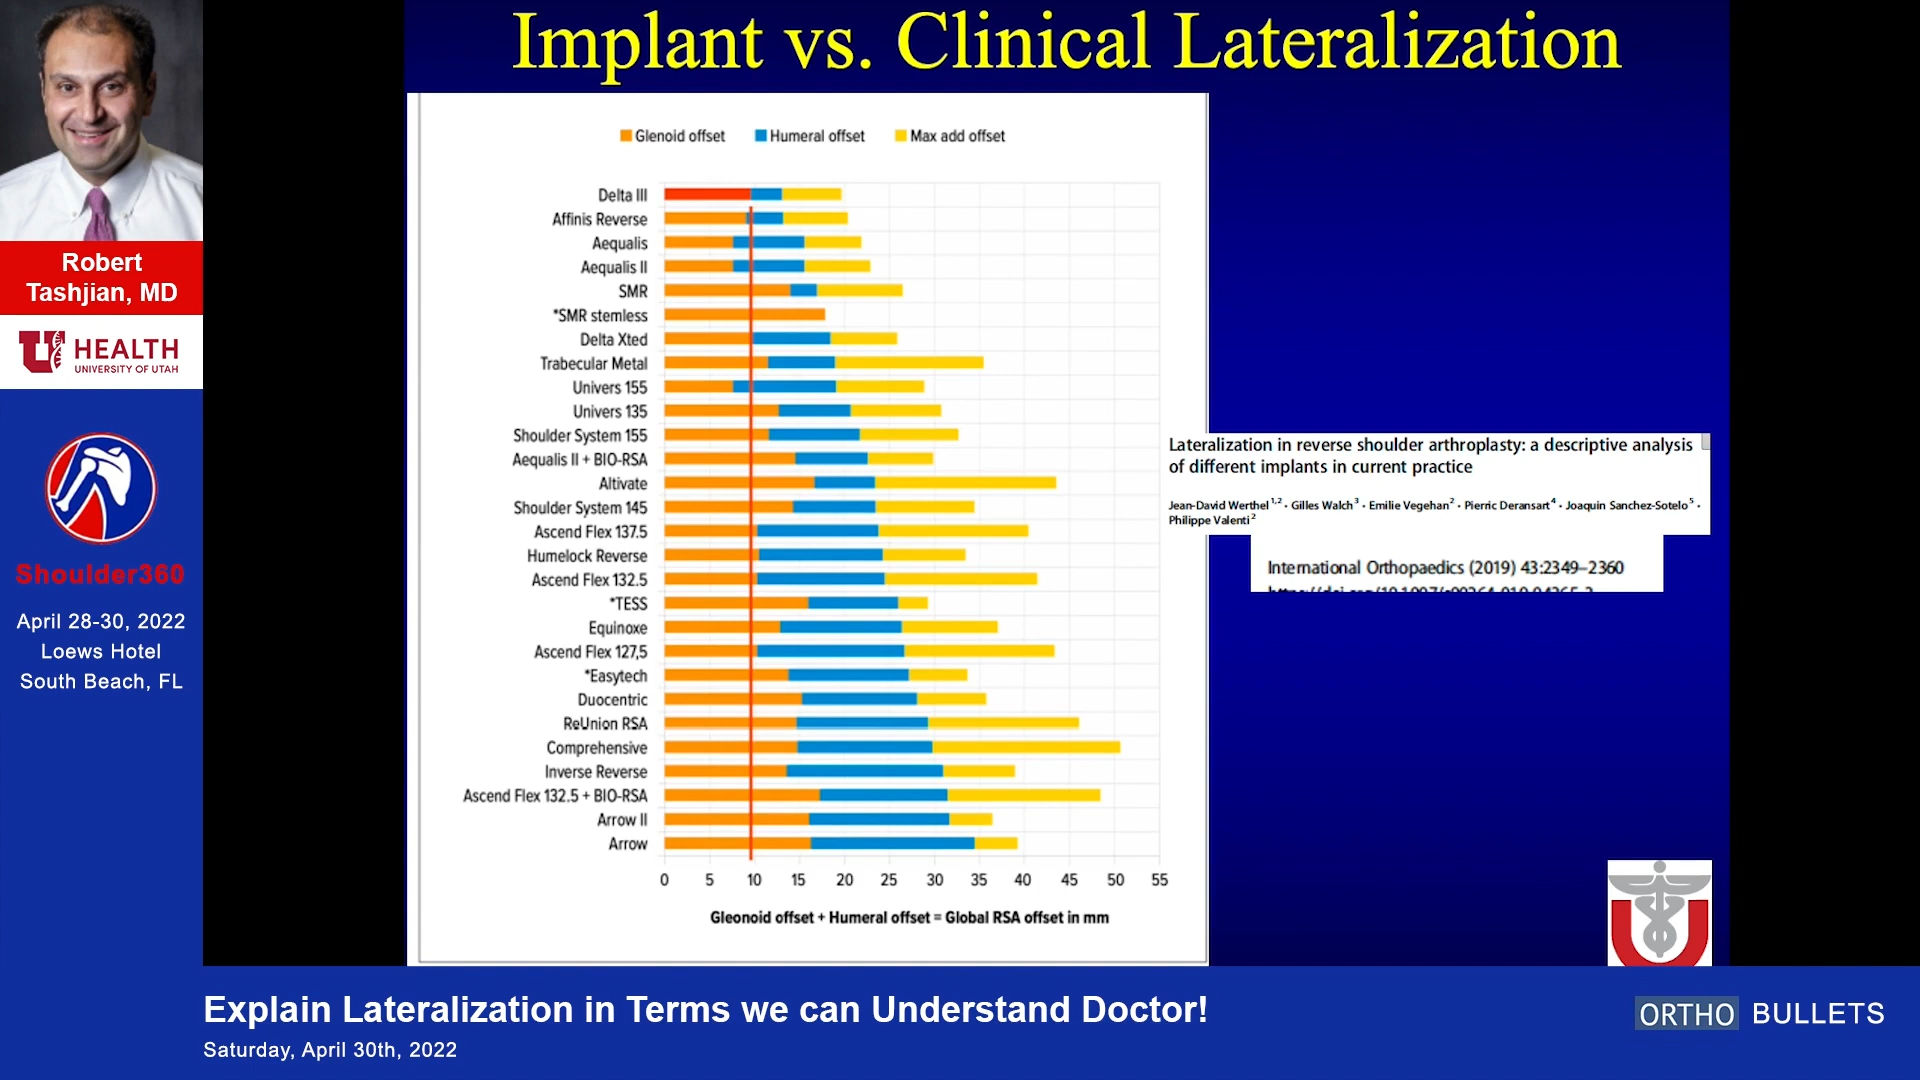 Implant vs. Clinical Lateralization
Robert
Tashjian, MD
U HEALTH
UNIVERSITY OF UTAH
Shoulder360
April 28-30, 2022
Loews Hotel
South Beach, FL
Glenoid offset Humeral offset Max add offset
Delta III
Affinis Reverse
Aequalis
Aequalis II
SMR
*SMR stemless
Delta Xted
Trabecular Metal
Univers 155
Univers 135
Shoulder System 155
Aequalis II + BIO-RSA
Altivate
Shoulder System 145
Ascend Flex 137.5
Humelock Reverse
Ascend Flex 132.5
*TESS
Equinoxe
Ascend Flex 127,5
*Easytech
Duocentric
ReUnion RSA
Comprehensive
Inverse Reverse
Ascend Flex 132.5 + BIO-RSA
Arrow II
Arrow
0 5 10 15 20 25 30 35 40 45 50 55
Gleonoid offset + Humeral offset = Global RSA offset in mm
Lateralization in reverse shoulder arthroplasty: a descriptive analysis
of different implants in current practice
Jean-David Werthel 1,2 · Gilles Walch 3 · Emilie Vegehan 2 · Pierric Deransart 4 · Joaquin Sanchez-Sotelo 5 ·
Philippe Valenti 2
International Orthopaedics (2019) 43:2349–2360
U
Explain Lateralization in Terms we can Understand Doctor!
Saturday, April 30th, 2022
ORTHO BULLETS